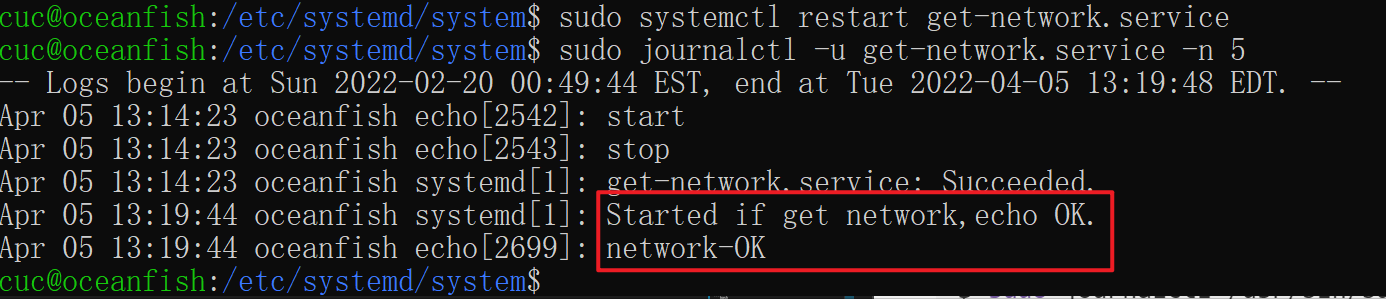 cuc@oceanfish:/etc/systemd/system$ sudo systemctl restart get-network.service
cuc@oceanfish:/etc/systemd/system$ sudo journalctl -u get-network.service -n 5
-- Logs begin at Sun 2022-02-20 00:49:44 EST, end at Tue 2022-04-05 13:19:48 EDT. --
Apr 05 13:14:23 oceanfish echo[2542]: start
Apr 05 13:14:23 oceanfish echo[2543]: stop
Apr 05 13:14:23 oceanfish systemd[1]: get-network.service: Succeeded.
Apr 05 13:19:44 oceanfish systemd[1]: Started if get network,echo OK.
Apr 05 13:19:44 oceanfish echo[2699]: network-OK
cuc@oceanfish:/etc/systemd/system$